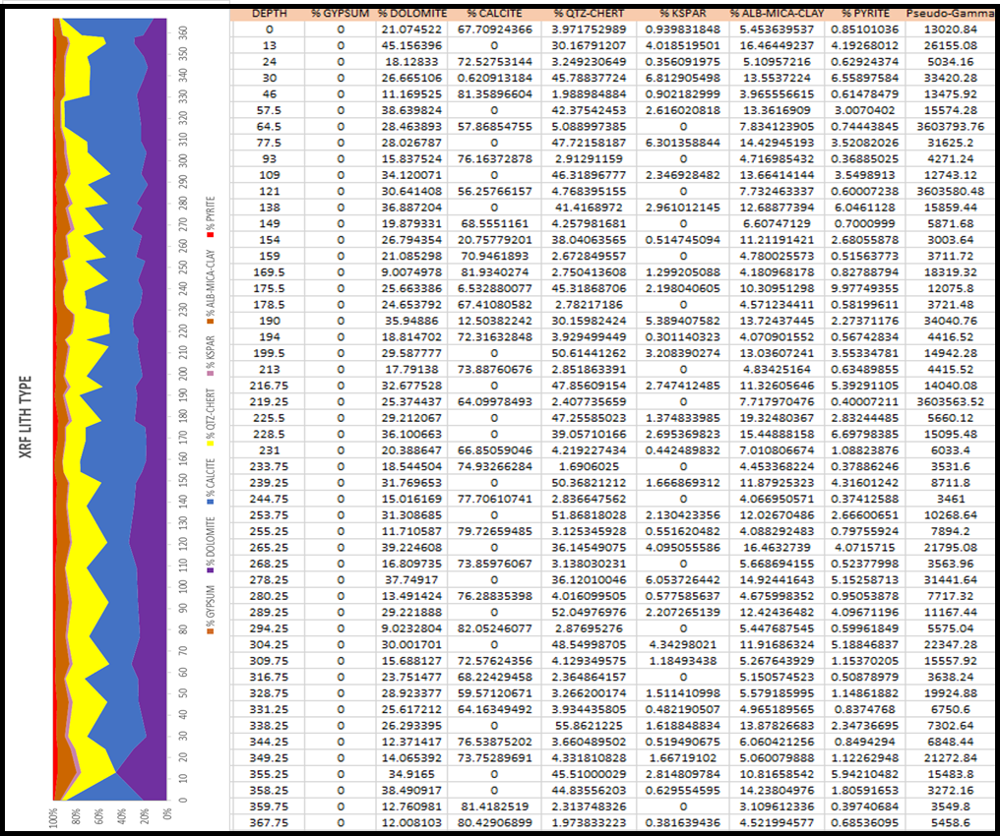 XRF LITH TYPE
100%
80%
60%
40%
20%
0%
0
10
20
30
40
50
60
70
80
90
100
110
120
130
140
150
160
170
180
190
200
210
220
230
240
250
260
270
280
290
300
310
320
330
340
350
360
% GYPSUM % DOLOMITE % CALCITE % QTZ-CHERT % KSPAR % ALB-MICA-CLAY % PYRITE
DEPTH % GYPSUM % DOLOMITE % CALCITE % QTZ-CHERT % KSPAR % ALB-MICA-CLAY % PYRITE Pseudo-Gamma
0 0 21.074522 67.70924366 3.971752989 0.939831848 5.453639537 0.85101036 13020.84
13 0 45.156396 0 30.16791207 4.018519501 16.46449237 4.19268012 26155.08
24 0 18.12833 72.52753144 3.249230649 0.356091975 5.10957216 0.62924374 5034.16
30 0 26.665106 0.620913184 45.78837724 6.812905498 13.5537224 6.55897584 33420.28
46 0 11.169525 81.35896604 1.988984884 0.902182999 3.965556615 0.61478479 13475.92
57.5 0 38.639824 0 42.37542453 2.616020818 13.3616909 3.0070402 15574.28
64.5 0 28.463893 57.86854755 5.088997385 0 7.834123905 0.74443845 3603793.76
77.5 0 28.026787 0 47.72158187 6.301358844 14.42945193 3.52082026 31625.2
93 0 15.837524 76.16372878 2.91291159 0 4.716985432 0.36885025 4271.24
109 0 34.120071 0 46.31896777 2.346928482 13.66414144 3.5498913 12743.12
121 0 30.641408 56.25766157 4.768395155 0 7.732463337 0.60007238 3603580.48
138 0 36.887204 0 41.4168972 2.961012145 12.68877394 6.0461128 15859.44
149 0 19.879331 68.5551161 4.257981681 0 6.60747129 0.7000999 5871.68
154 0 26.794354 20.75779201 38.04063565 0.514745094 11.21191421 2.68055878 3003.64
159 0 21.085298 70.9461893 2.672849557 0 4.780025573 0.51563773 3711.72
169.5 0 9.0074978 81.9340274 2.750413608 1.299205088 4.180968178 0.82788794 18319.32
175.5 0 25.663386 6.532880077 45.31868706 2.198040605 10.30951298 9.97749355 12075.8
178.5 0 24.653792 67.41080582 2.78217186 0 4.571234411 0.58199611 3721.48
190 0 35.94886 12.50382242 30.15982424 5.389407582 13.72437445 2.27371176 34040.76
194 0 18.814702 72.31632848 3.929499449 0.301140323 4.070901552 0.56742834 4416.52
199.5 0 29.587777 0 50.61441262 3.208390274 13.03607241 3.55334781 14942.28
213 0 17.79138 73.88760676 2.851863391 0 4.83425164 0.63489855 4415.52
216.75 0 32.677528 0 47.85609154 2.747412485 11.32605646 5.39291105 14040.08
219.25 0 25.374437 64.09978493 2.407735659 0 7.717970476 0.40007211 3603563.52
225.5 0 29.212067 0 47.25585023 1.374833985 19.32480367 2.83244485 5660.12
228.5 0 36.100663 0 39.05710166 2.695369823 15.44888158 6.69798385 15095.48
231 0 20.388647 66.85059046 4.219227434 0.442489832 7.010806674 1.08823876 6033.4
233.75 0 18.544504 74.93266284 1.6906025 0 4.453368224 0.37886246 3531.6
239.25 0 31.769653 0 50.36821212 1.666869312 11.87925323 4.31601242 8711.8
244.75 0 15.016169 77.70610741 2.836647562 0 4.066950571 0.37412588 3461
253.75 0 31.308685 0 51.86818028 2.130423356 12.02670486 2.66600651 10268.64
255.25 0 11.710587 79.72659485 3.125345928 0.551620482 4.088292483 0.79755924 7894.2
265.25 0 39.224608 0 36.14549075 4.095055586 16.4632739 4.0715715 21795.08
268.25 0 16.809735 73.85976067 3.138030231 0 5.668694155 0.52377998 3563.96
278.25 0 37.74917 0 36.12010046 6.053726442 14.92441643 5.15258713 31441.64
280.25 0 13.491424 76.28835398 4.016099505 0.577585637 4.675998352 0.95053878 7717.32
289.25 0 29.221888 0 52.04976976 2.207265139 12.42436482 4.09671196 11167.44
294.25 0 9.0232804 82.05246077 2.87695276 0 5.447687545 0.59961849 5575.04
304.25 0 30.001701 0 48.54998705 4.34298021 11.91686324 5.18846837 22347.28
309.75 0 15.688127 72.57624356 4.129349575 1.18493438 5.267643929 1.15370205 15557.92
316.75 0 23.751477 68.22429458 2.364864157 0 5.150574523 0.50878979 3638.24
328.75 0 28.923377 59.57120671 3.266200174 1.511410998 5.579185995 1.14861882 19924.88
331.25 0 25.617212 64.16349492 3.934435805 0.482190507 4.965189565 0.8374768 6750.6
338.25 0 26.293395 0 55.8621225 1.618848834 13.87826683 2.34736695 7302.64
344.25 0 12.371417 76.53875202 3.660489502 0.519490675 6.060421256 0.8494294 6848.44
349.25 0 14.065392 73.75289691 4.331810828 1.66719102 5.060079888 1.12262948 21272.84
355.25 0 34.9165 0 45.51000029 2.814809784 10.81658542 5.94210482 15483.8
358.25 0 38.490917 0 44.83556203 0.629554595 14.23804976 1.80591653 3272.16
359.75 0 12.760981 81.4182519 2.313748326 0 3.109612336 0.39740684 3549.8
367.75 0 12.008103 80.42906899 1.973833223 0.381639436 4.521994577 0.68536095 5458.6